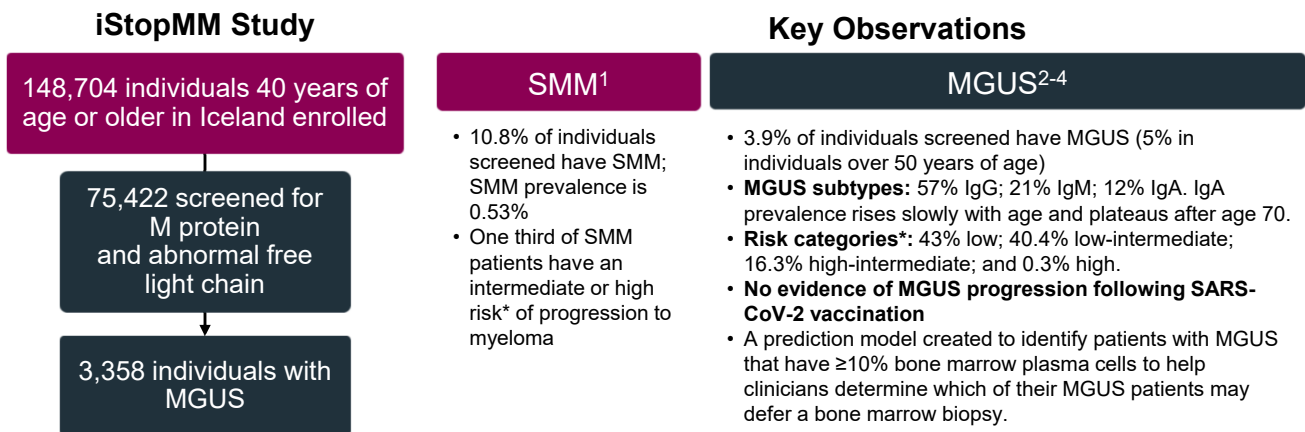 iStopMM Study
148,704 individuals 40 years of
age or older in Iceland enrolled
75,422 screened for
M protein
and abnormal free
light chain
3,358 individuals with
MGUS
Key Observations
SMM1
• 10.8% of individuals
screened have SMM;
SMM prevalence is
0.53%
• One third of SMM
patients have an
intermediate or high
risk* of progression to
myeloma
MGUS2-4
• 3.9% of individuals screened have MGUS (5% in
individuals over 50 years of age)
• MGUS subtypes: 57% IgG; 21% IgM; 12% IgA. IgA
prevalence rises slowly with age and plateaus after age 70.
• Risk categories*: 43% low; 40.4% low-intermediate;
16.3% high-intermediate; and 0.3% high.
• No evidence of MGUS progression following SARS-
CoV-2 vaccination
• A prediction model created to identify patients with MGUS
that have ≥10% bone marrow plasma cells to help
clinicians determine which of their MGUS patients may
defer a bone marrow biopsy.